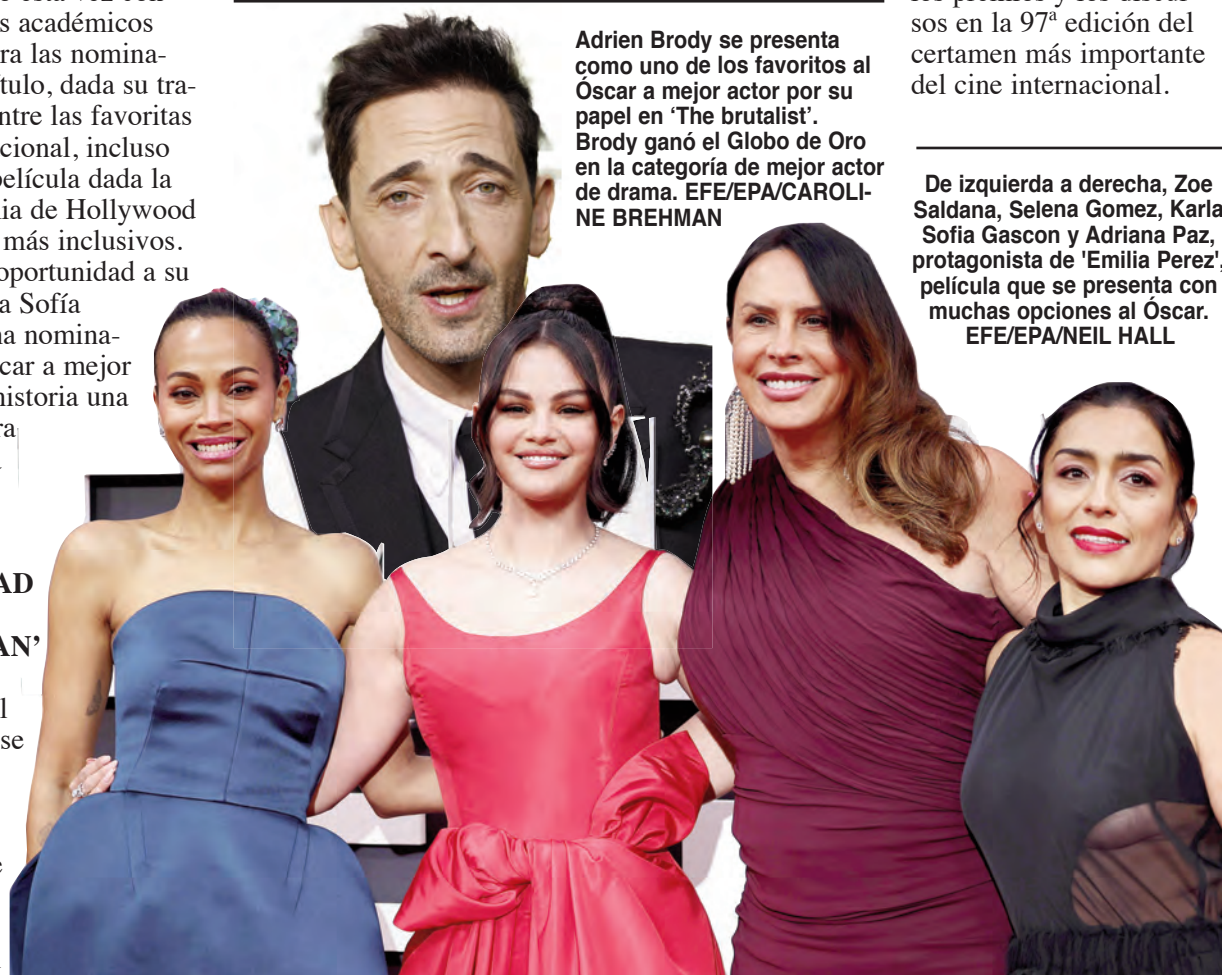 s académicos
ra las nomina-
tulo, dada su tra-
ntre las favoritas
cional, incluso
película dada la
nia de Hollywood
más inclusivos.
oportunidad a su
a Sofía
na nomina-
car a mejor
historia una
ra
AD
AN’
l
se
e
Adrien Brody se presenta
como uno de los favoritos al
Óscar a mejor actor por su
papel en ‘The brutalist’.
Brody ganó el Globo de Oro
en la categoría de mejor actor
de drama. EFE/EPA/CAROLI-
NE BREHMAN
sos en la 97ª edición del
certamen más importante
del cine internacional.
De izquierda a derecha, Zoe
Saldana, Selena Gomez, Karla
Sofia Gascon y Adriana Paz,
protagonista de 'Emilia Perez',
película que se presenta con
muchas opciones al Óscar.
EFE/EPA/NEIL HALL